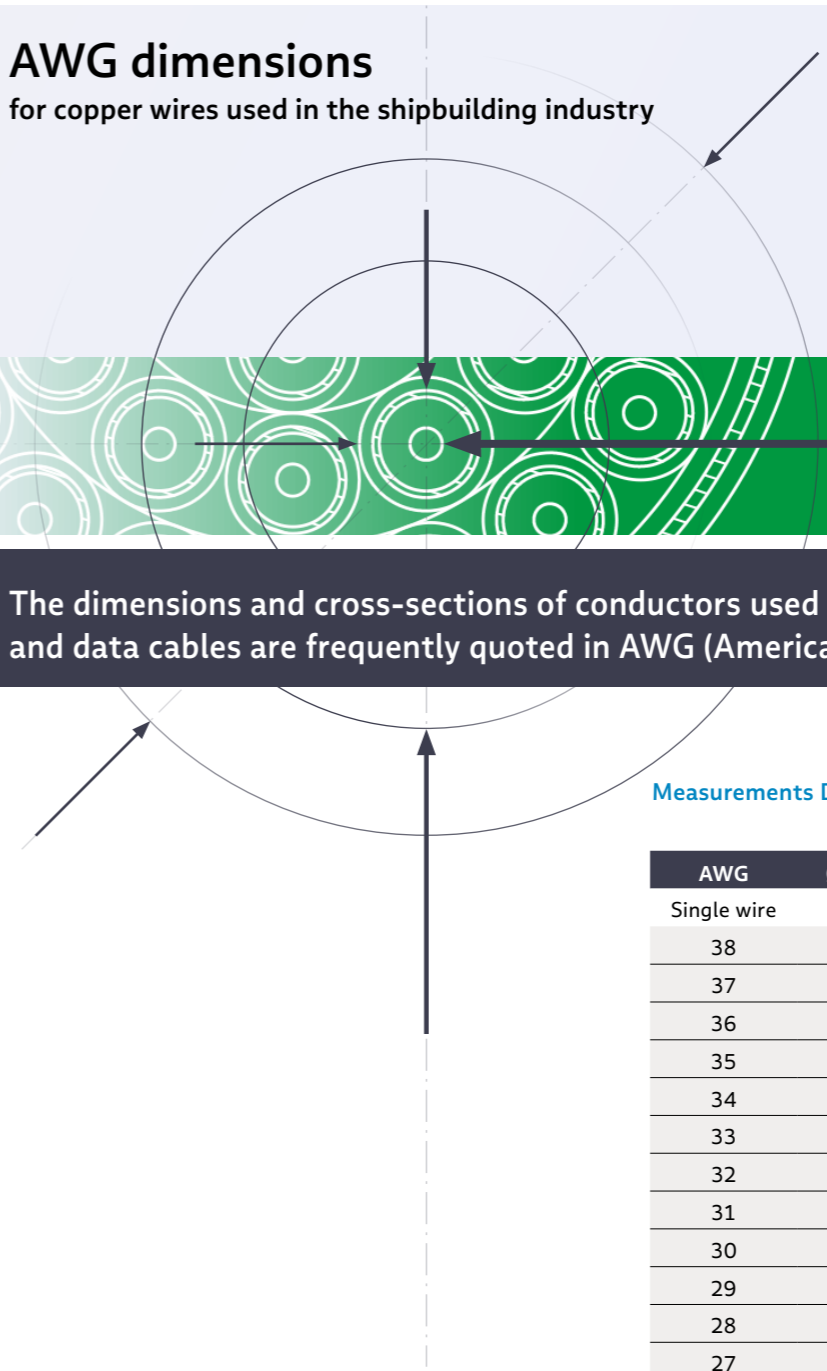 AWG dimensions
for copper wires used in the shipbuilding industry
The dimensions and cross-sections of conductors used
and data cables are frequently quoted in AWG (America
Measurements D
AWG
Single wire
38
37
36
35
34
33
32
31
30
29
28
27